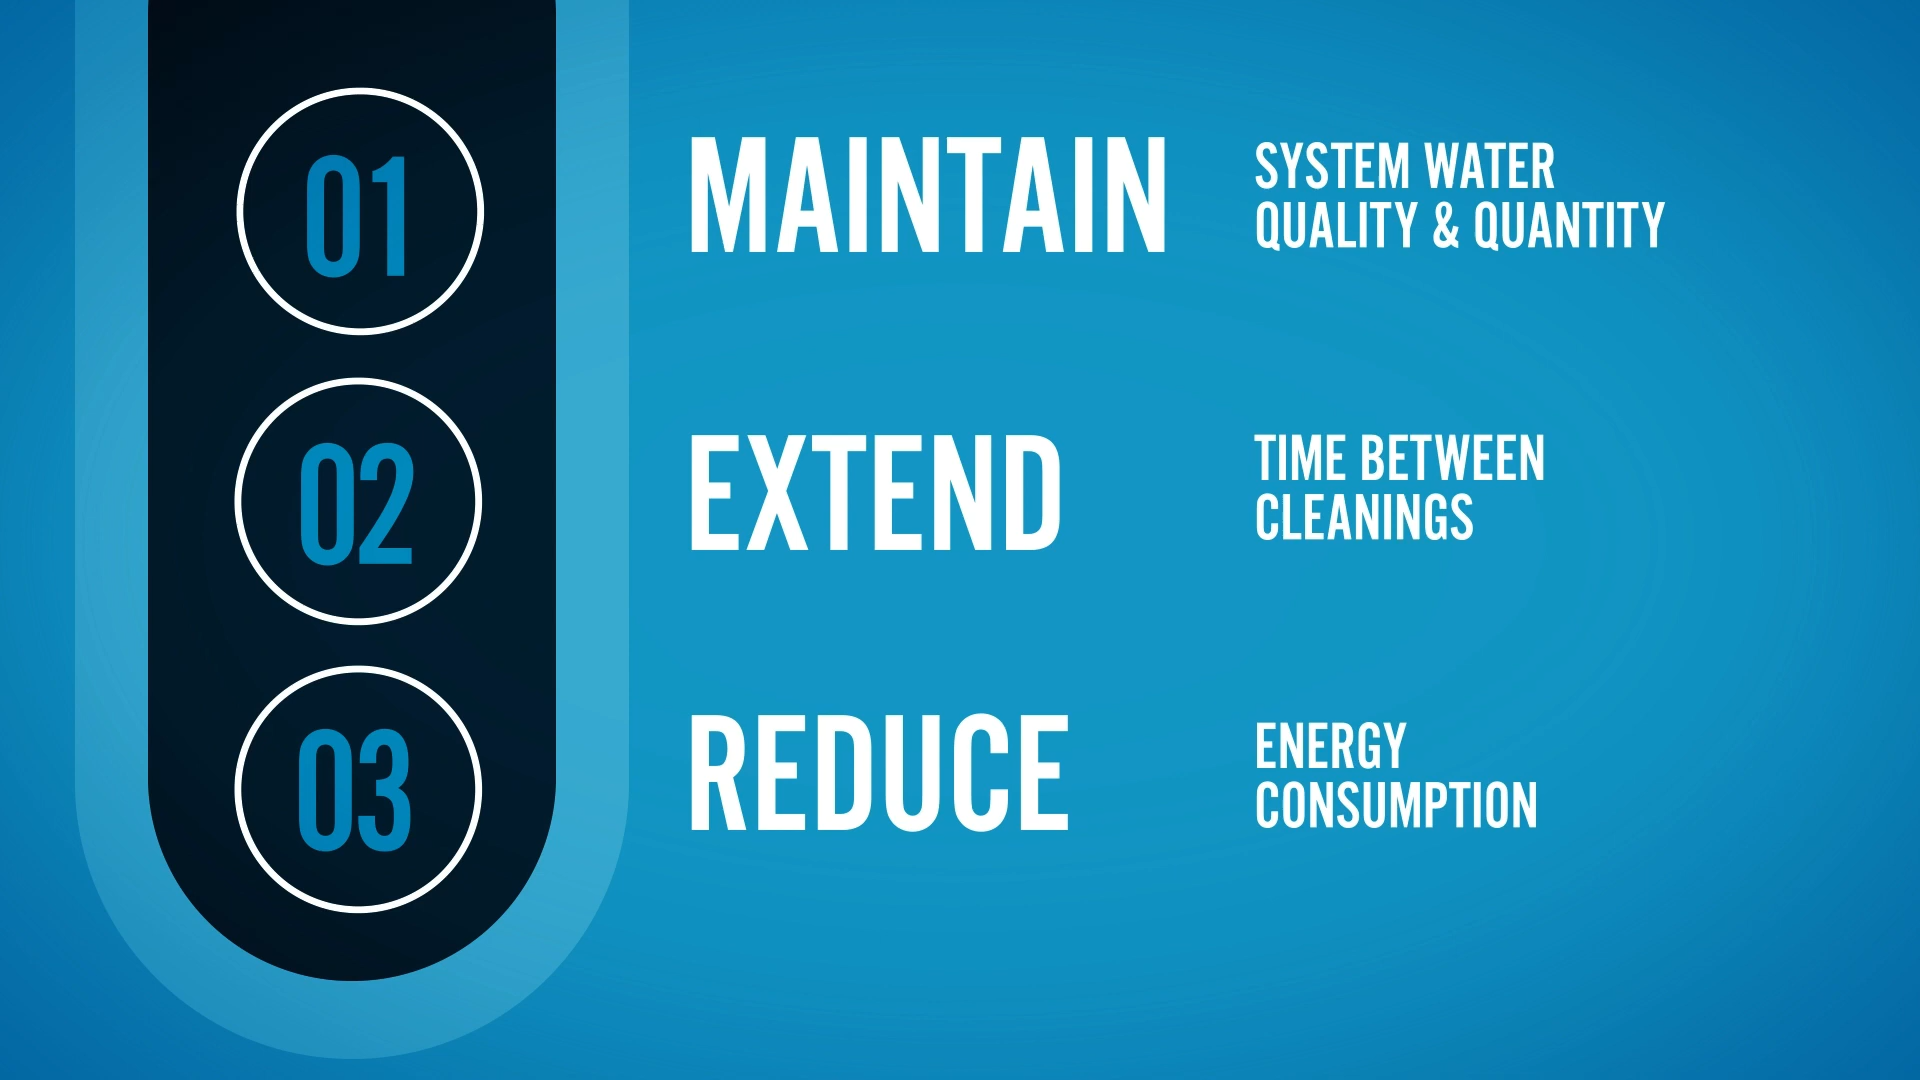 01
MAINTAIN
SYSTEM WATER
QUALITY & QUANTITY
02
EXTEND
TIME BETWEEN
CLEANINGS
03
REDUCE
ENERGY
CONSUMPTION